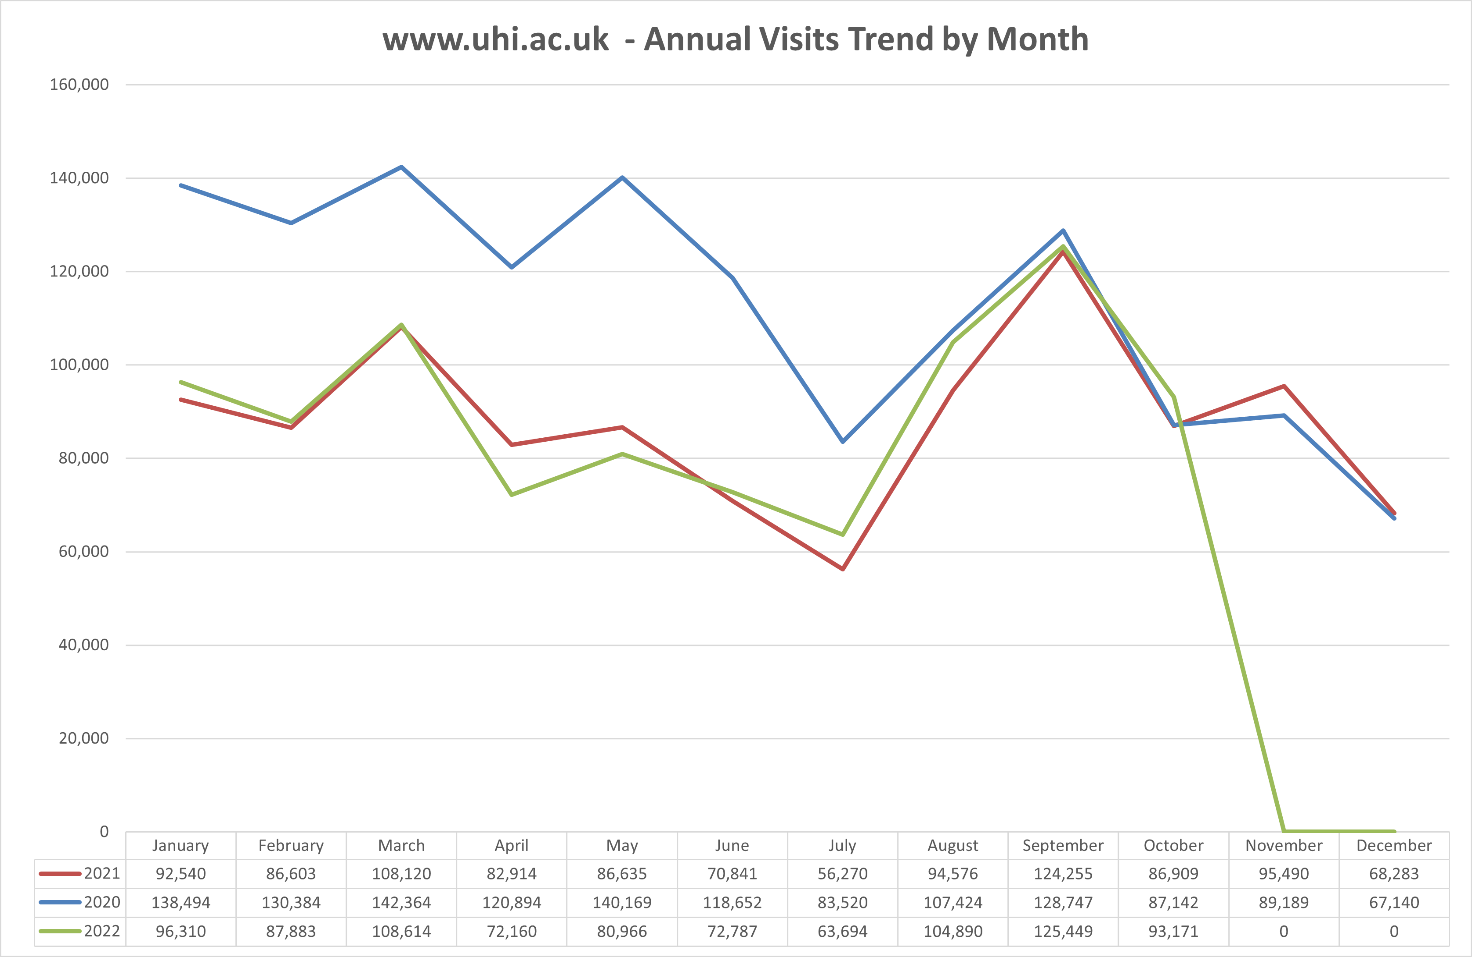 www.uhi.ac.uk  - Annual Visits Trend by Month
160,000
140,000
120,000
100,000
80,000
60,000
40,000
20,000
0
January February March April May June July August September October November December
2021 92,540 86,603 108,120 82,914 86,635 70,841 56,270 94,576 124,255 86,909 95,490 68,283
2020 138,494 130,384 142,364 120,894 140,169 118,652 83,520 107,424 128,747 87,142 89,189 67,140
2022 96,310 87,883 108,614 72,160 80,966 72,787 63,694 104,890 125,449 93,171 0 0